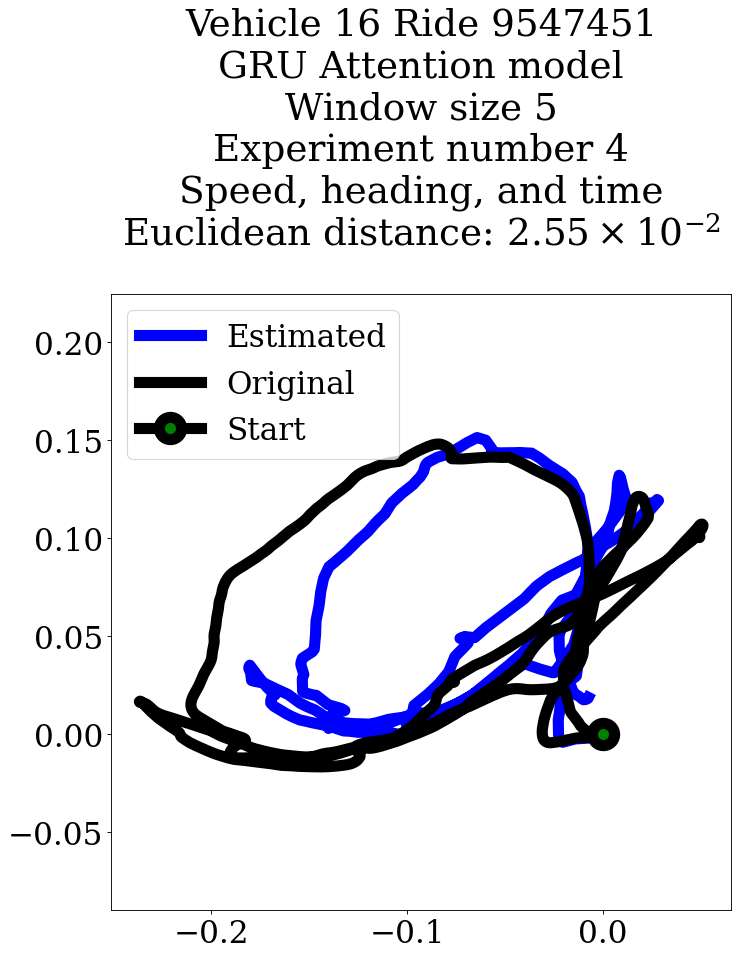 Vehicle 16 Ride 9547451
GRU Attention model
Window size 5
Experiment number 4
Speed, heading, and time
Euclidean distance: 2.55 × 10⁻²
Estimated
Original
Start
0.20
0.15
0.10
0.05
0.00
−0.05
−0.2
−0.1
0.0